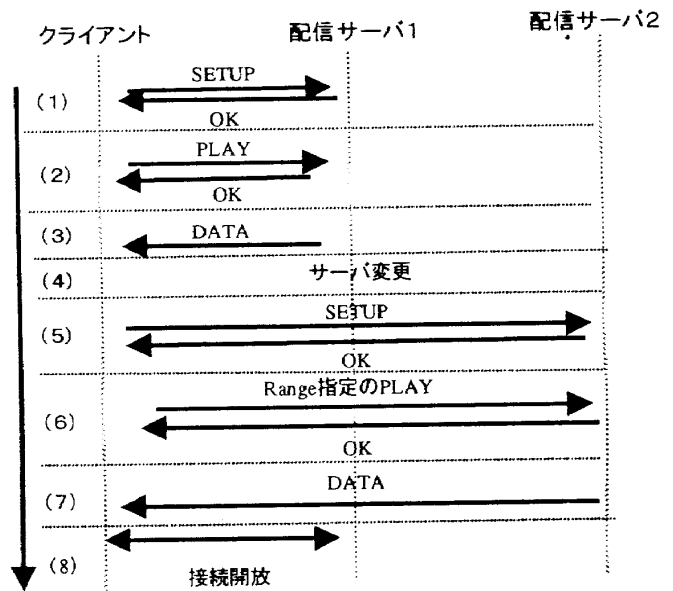 クライアント
配信サーバ1
配信サーバ2
(1)
SETUP
OK
(2)
PLAY
OK
(3)
DATA
(4)
サーバ変更
(5)
SETUP
OK
(6)
Range指定のPLAY
OK
(7)
DATA
(8)
接続開放